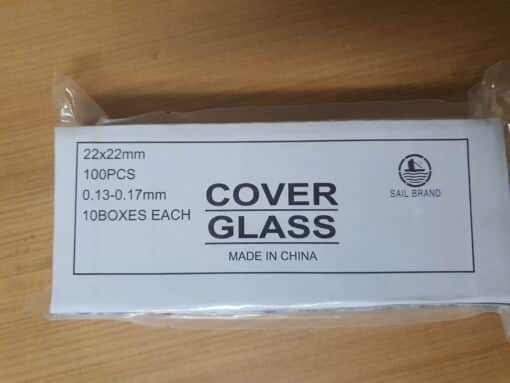 22x22mm
100PCS
0.13-0.17mm
10BOXES EACH
COVER
GLASS
MADE IN CHINA
SAIL BRAND